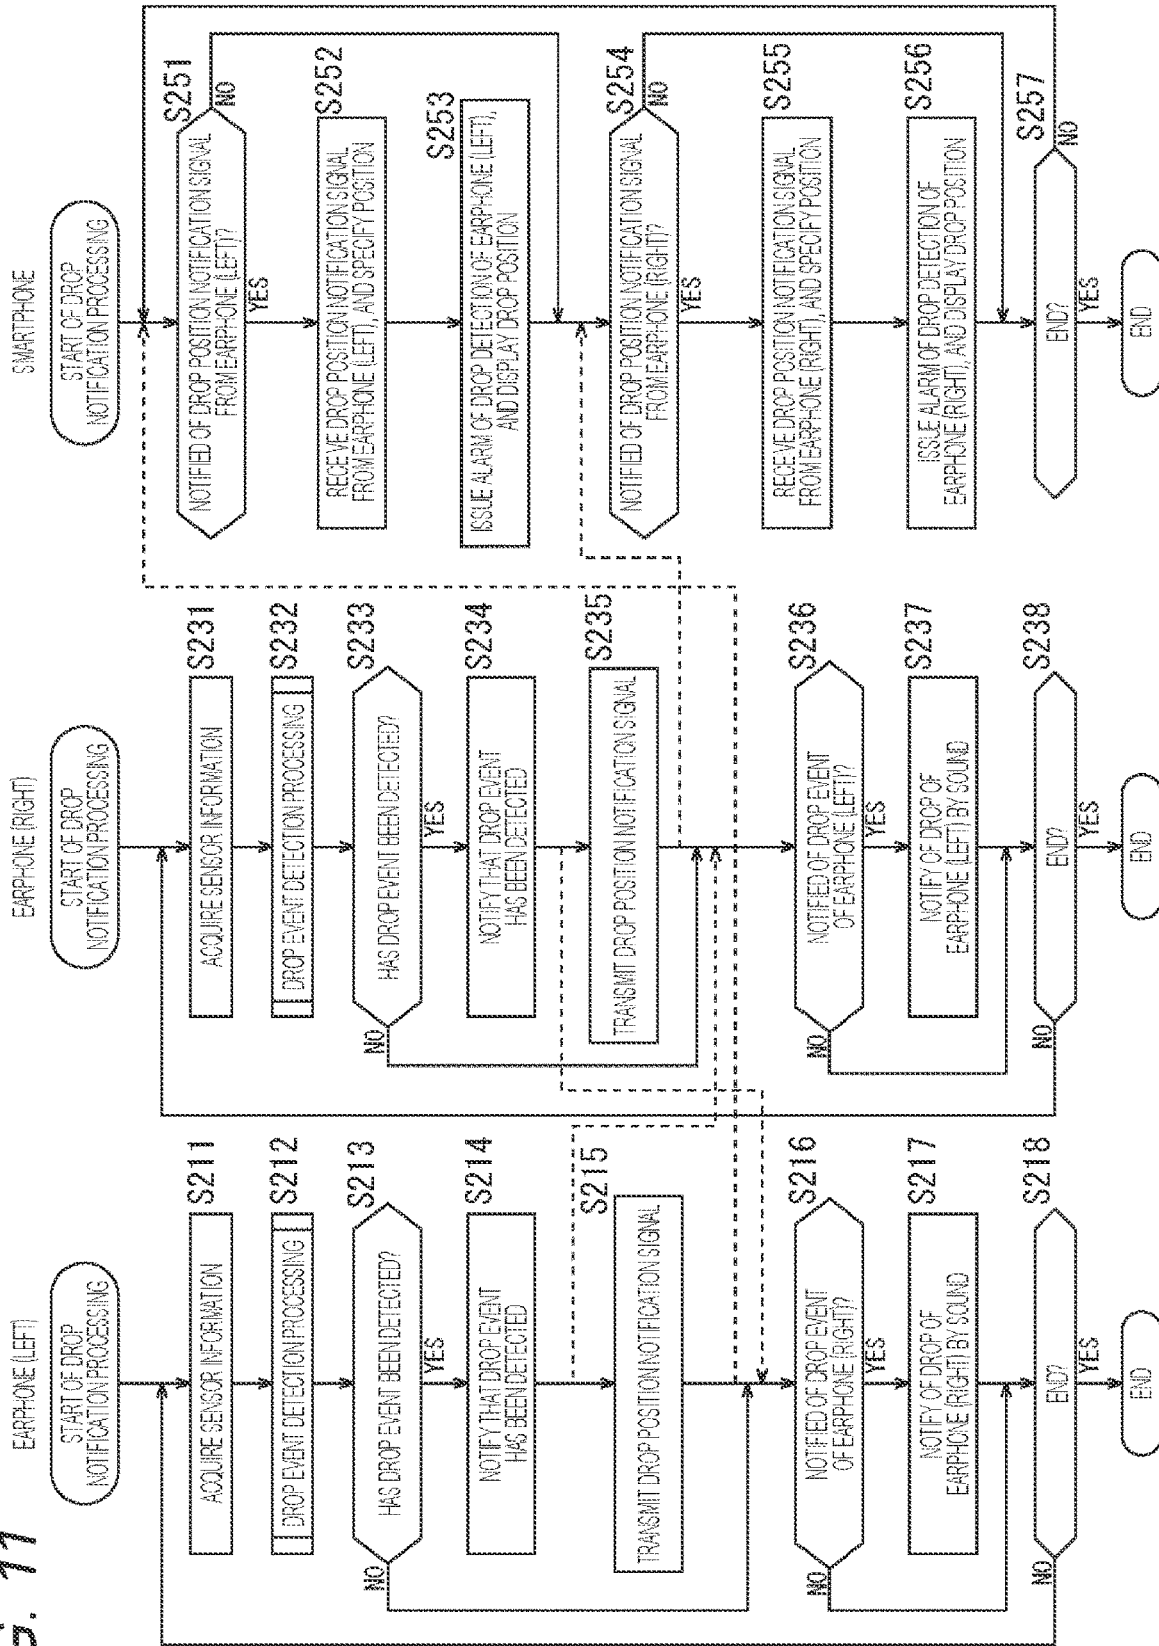 EARPHONE (LEFT)
START OF DROP
NOTIFICATION PROCESSING
ACQUIRE SENSOR INFORMATION
S211
DROP EVENT DETECTION PROCESSING
S212
HAS DROP EVENT BEEN DETECTED?
S213
NO
YES
NOTIFY THAT DROP EVENT
HAS BEEN DETECTED
S214
TRANSMIT DROP POSITION NOTIFICATION SIGNAL
S215
NOTIFIED OF DROP EVENT
OF EARPHONE (RIGHT)?
S216
NO
YES
NOTIFY OF DROP OF
EARPHONE (RIGHT) BY SOUND
S217
END?
S218
NO
YES
END
EARPHONE (RIGHT)
START OF DROP
NOTIFICATION PROCESSING
ACQUIRE SENSOR INFORMATION
S231
DROP EVENT DETECTION PROCESSING
S232
HAS DROP EVENT BEEN DETECTED?
S233
NO
YES
NOTIFY THAT DROP EVENT
HAS BEEN DETECTED
S234
TRANSMIT DROP POSITION NOTIFICATION SIGNAL
S235
NOTIFIED OF DROP EVENT
OF EARPHONE (LEFT)?
S236
NO
YES
NOTIFY OF DROP OF
EARPHONE (LEFT) BY SOUND
S237
END?
S238
NO
YES
END
SMARTPHONE
START OF DROP
NOTIFICATION PROCESSING
NOTIFIED OF DROP POSITION NOTIFICATION SIGNAL
FROM EARPHONE (LEFT)?
S251
NO
YES
RECEIVE DROP POSITION NOTIFICATION SIGNAL
FROM EARPHONE (LEFT), AND SPECIFY POSITION
S252
ISSUE ALARM OF DROP DETECTION OF EARPHONE (LEFT),
AND DISPLAY DROP POSITION
S253
NOTIFIED OF DROP POSITION NOTIFICATION SIGNAL
FROM EARPHONE (RIGHT)?
S254
NO
YES
RECEIVE DROP POSITION NOTIFICATION SIGNAL
FROM EARPHONE (RIGHT), AND SPECIFY POSITION
S255
ISSUE ALARM OF DROP DETECTION OF
EARPHONE (RIGHT), AND DISPLAY DROP POSITION
S256
END?
S257
NO
YES
END
11